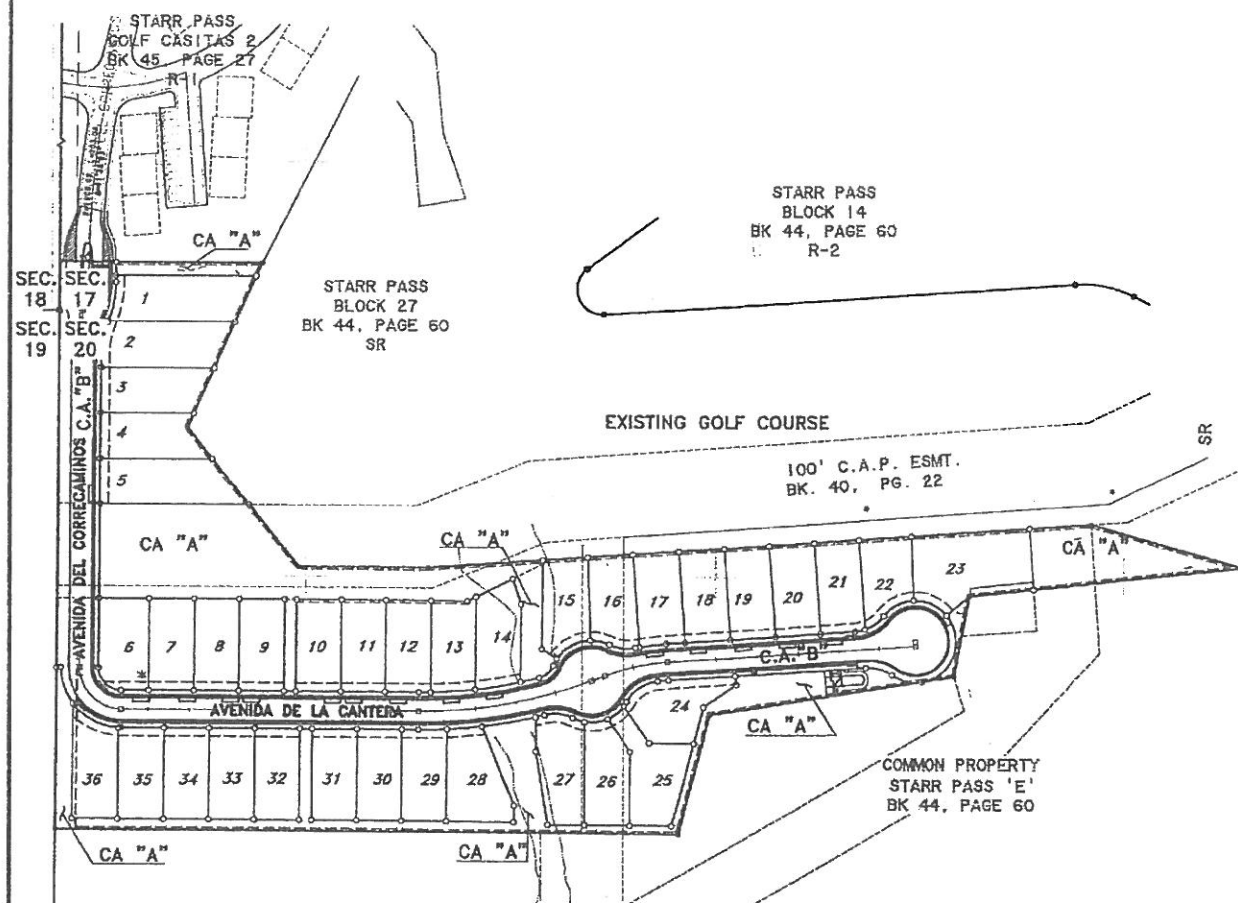 STARR PASS
GOLF CASITAS 2
BK 45, PAGE 27
R-1
CA "A"
SEC. SEC.
18 17
SEC. SEC.
19 20
STARR PASS
BLOCK 27
BK 44, PAGE 60
SR
STARR PASS
BLOCK 14
BK 44, PAGE 60
R-2
1
2
3
4
5
AVENIDA DEL CORRECAMINOS C.A."B"
EXISTING GOLF COURSE
100' C.A.P. ESMT.
BK. 40, PG. 22
SR
CA "A"
CA "A"
CA "A"
6
7
8
9
10
11
12
13
14
15
16
17
18
19
20
21
22
23
C.A."B"
AVENIDA DE LA CANTERA
24
CA "A"
36
35
34
33
32
31
30
29
28
27
26
25
COMMON PROPERTY
STARR PASS 'E'
BK 44, PAGE 60
CA "A"
CA "A"